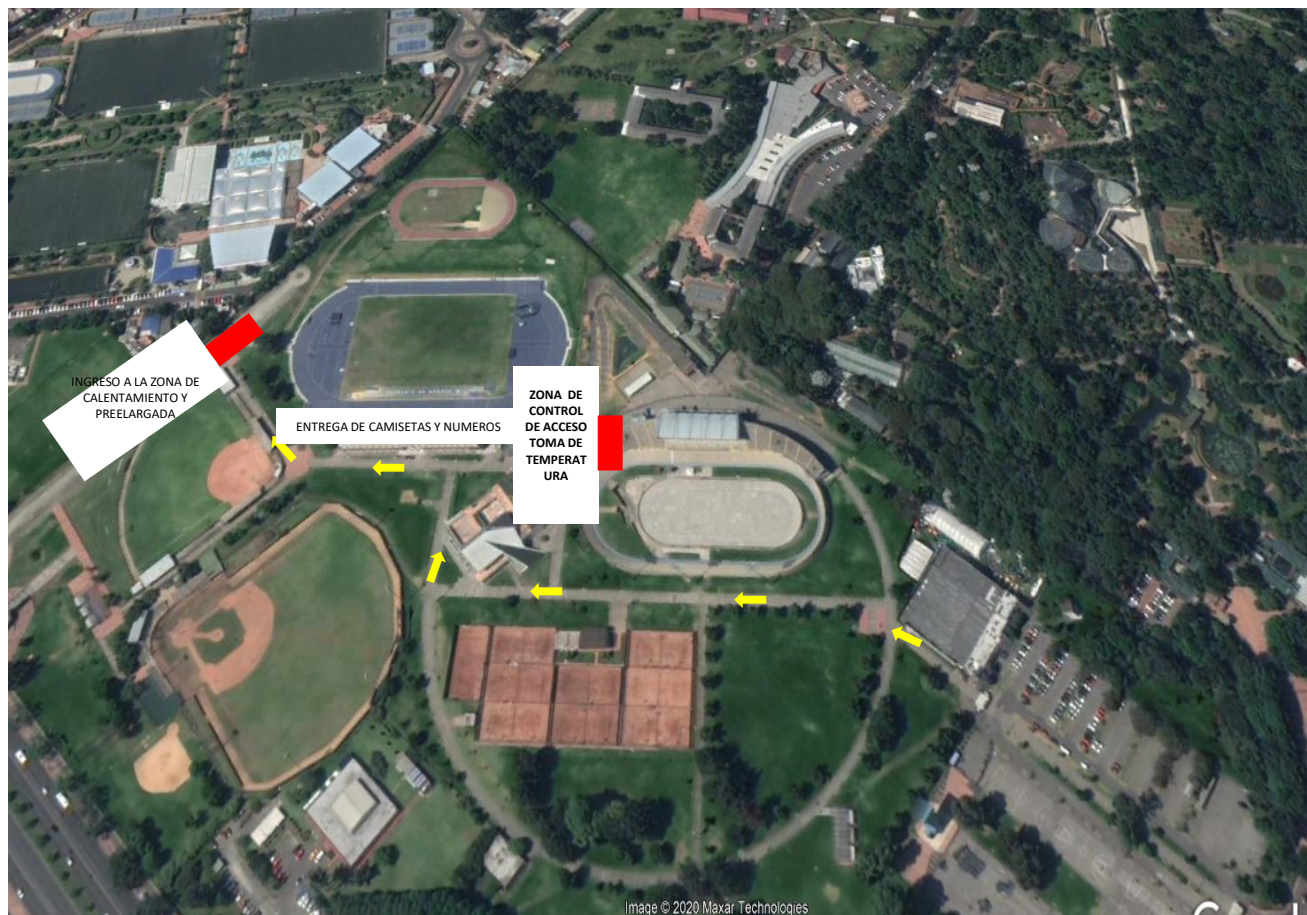 INGRESO A LA ZONA DE
CALENTAMIENTO Y
PREELARGADA
ENTREGA DE CAMISETAS Y NUMEROS
ZONA DE
CONTROL
DE ACCESO
TOMA DE
TEMPERAT
URA
Image © 2020 Maxar Technologies